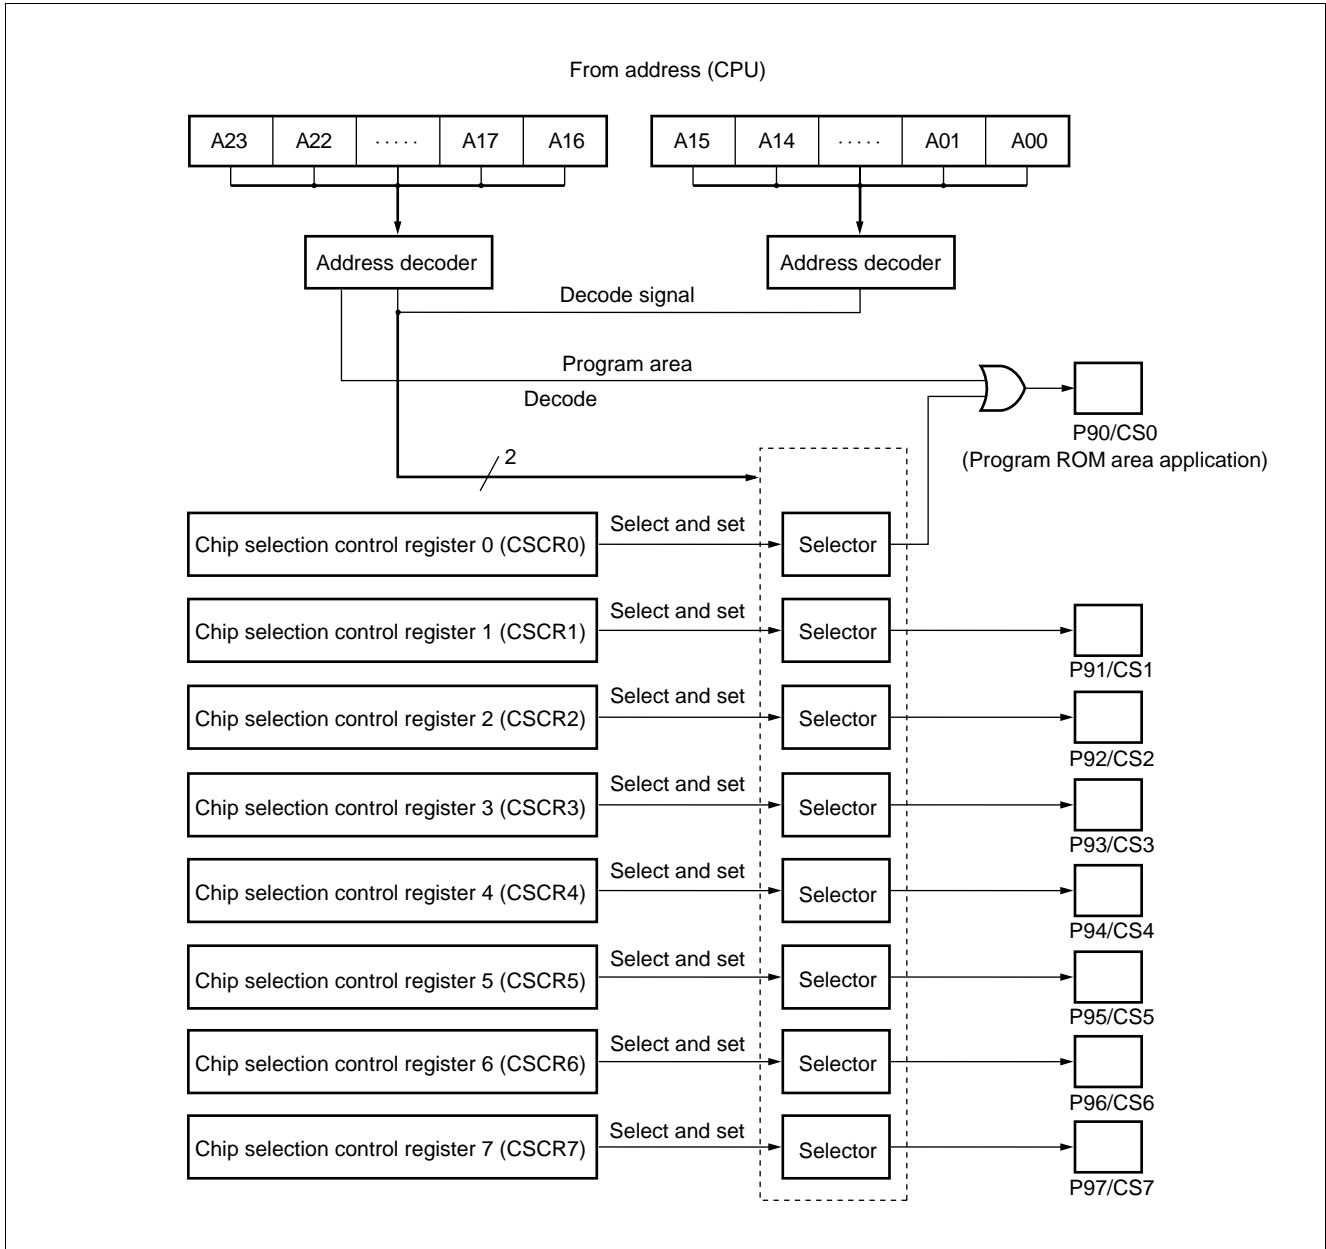 From address (CPU)
A23 A22 ····· A17 A16
A15 A14 ····· A01 A00
Address decoder
Address decoder
Decode signal
Program area
Decode
P90/CS0
(Program ROM area application)
2
Chip selection control register 0 (CSCR0)
Select and set
Selector
Chip selection control register 1 (CSCR1)
Select and set
Selector
P91/CS1
Chip selection control register 2 (CSCR2)
Select and set
Selector
P92/CS2
Chip selection control register 3 (CSCR3)
Select and set
Selector
P93/CS3
Chip selection control register 4 (CSCR4)
Select and set
Selector
P94/CS4
Chip selection control register 5 (CSCR5)
Select and set
Selector
P95/CS5
Chip selection control register 6 (CSCR6)
Select and set
Selector
P96/CS6
Chip selection control register 7 (CSCR7)
Select and set
Selector
P97/CS7